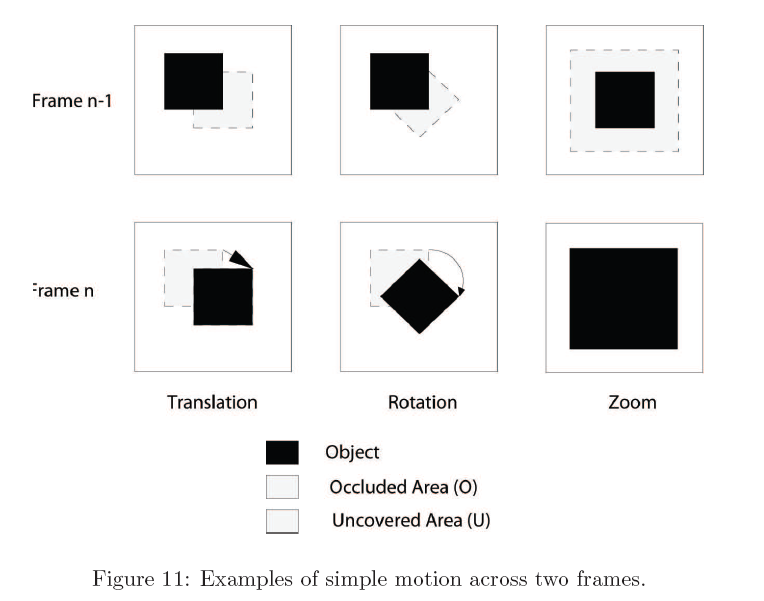 Frame n-1
Frame n
Translation Rotation Zoom
Object
Occluded Area (O)
Uncovered Area (U)
Figure 11: Examples of simple motion across two frames.